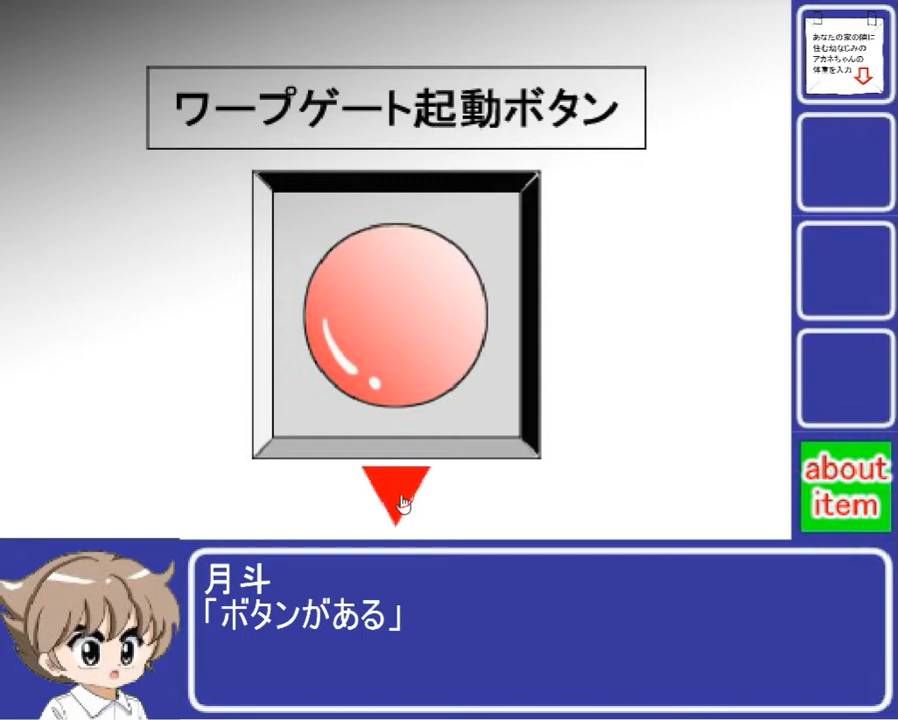 ワープゲート起動ボタン
あなたの家の隣に
住む幼なじみの
アカネちゃんの
体重を入力
about
item
月斗
「ボタンがある」